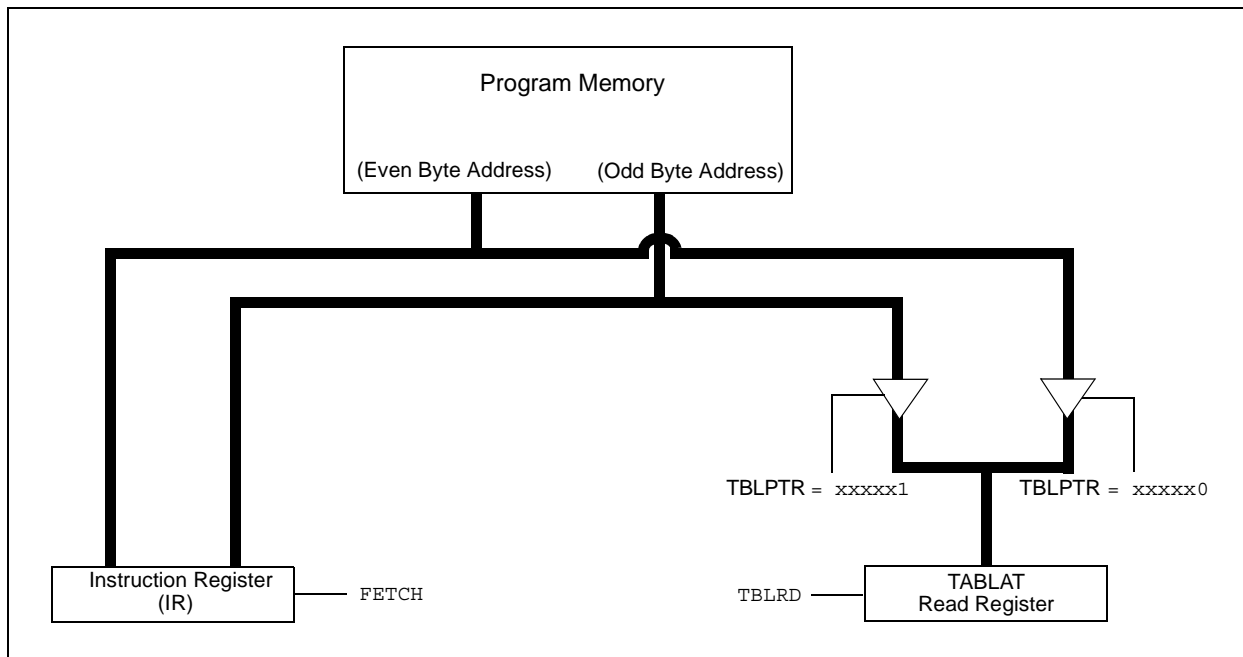 Program Memory
(Even Byte Address) (Odd Byte Address)
TBLPTR = xxxxx1
TBLPTR = xxxxx0
Instruction Register
(IR)
FETCH
TBLRD
TABLAT
Read Register